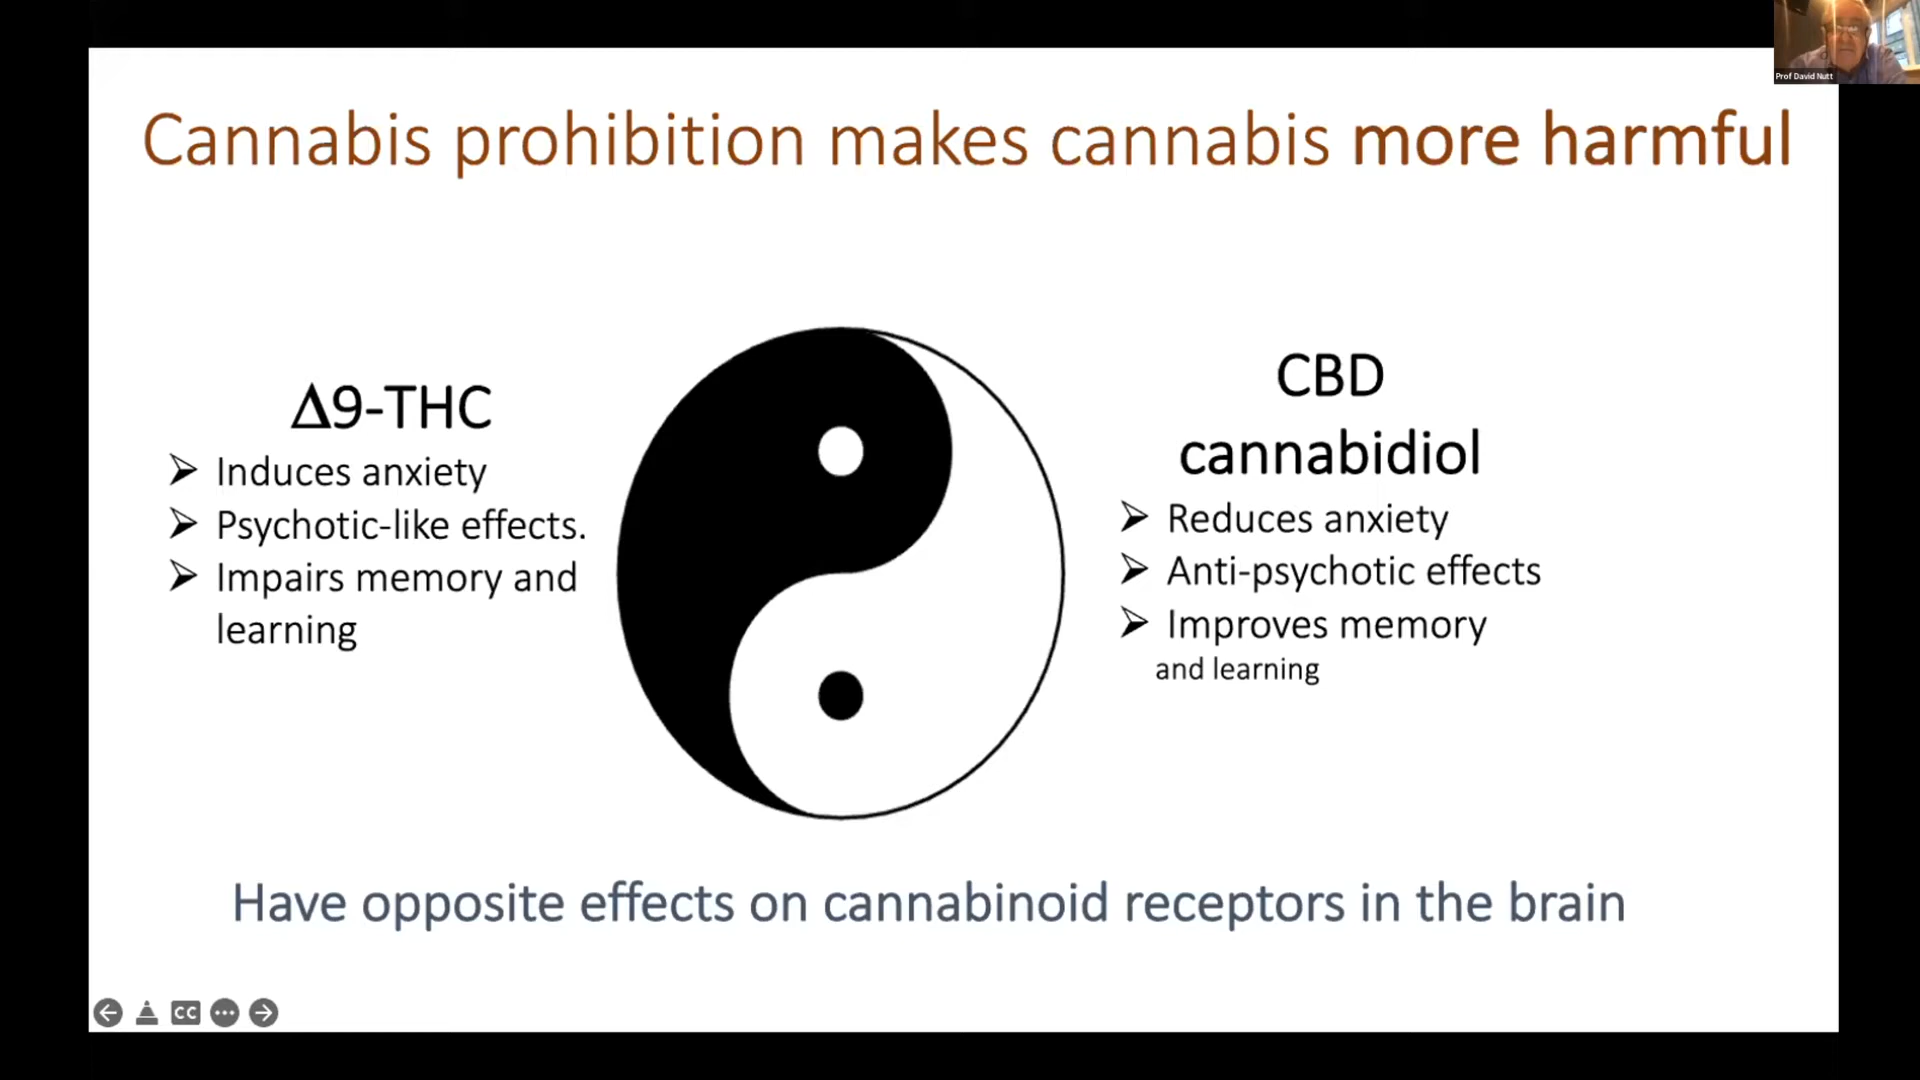 Prof David Nutt
Cannabis prohibition makes cannabis more harmful
Δ9-THC
➢ Induces anxiety
➢ Psychotic-like effects.
➢ Impairs memory and
learning
CBD
cannabidiol
➢ Reduces anxiety
➢ Anti-psychotic effects
➢ Improves memory
and learning
Have opposite effects on cannabinoid receptors in the brain
CC